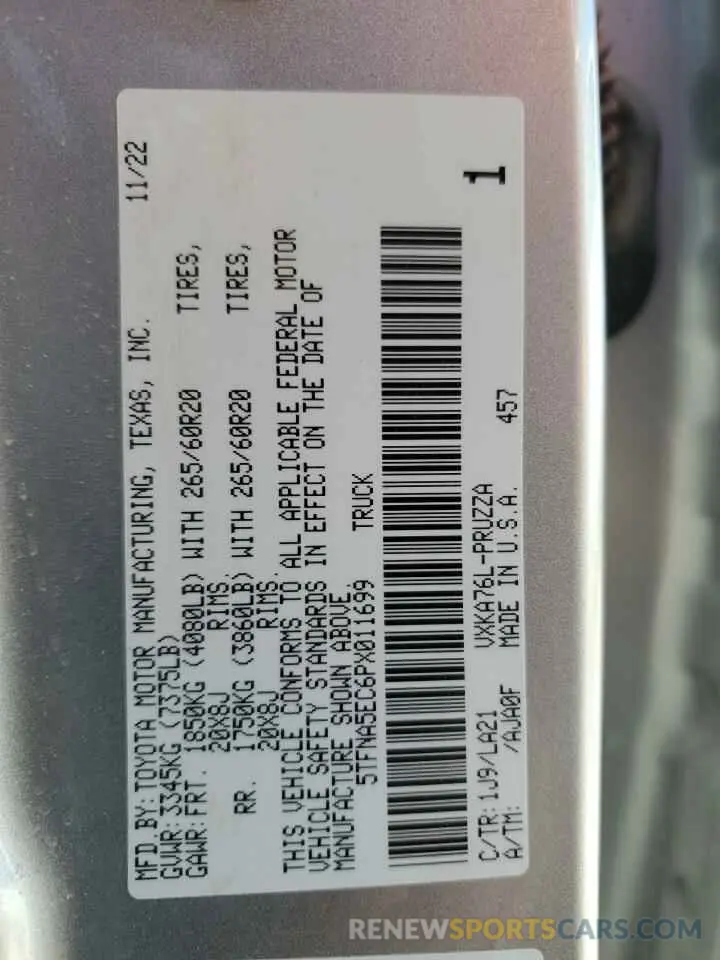 MFD.BY:TOYOTA MOTOR MANUFACTURING, TEXAS, INC. 11/22
GVWR:3345KG (7375LB)
GAWR:FRT. 1850KG (4080LB) WITH 265/60R20 TIRES,
20X8J RIMS.
RR. 1750KG (3860LB) WITH 265/60R20 TIRES,
20X8J RIMS.
THIS VEHICLE CONFORMS TO ALL APPLICABLE FEDERAL MOTOR
VEHICLE SAFETY STANDARDS IN EFFECT ON THE DATE OF
MANUFACTURE SHOWN ABOVE.
5TFNA5EC6PX011699 TRUCK
1
C/TR:1J9/LA21 VXKA76L-PRUZZA
A/TM: /AJA0F MADE IN U.S.A. 457
RENEWSPORTSCARS.COM